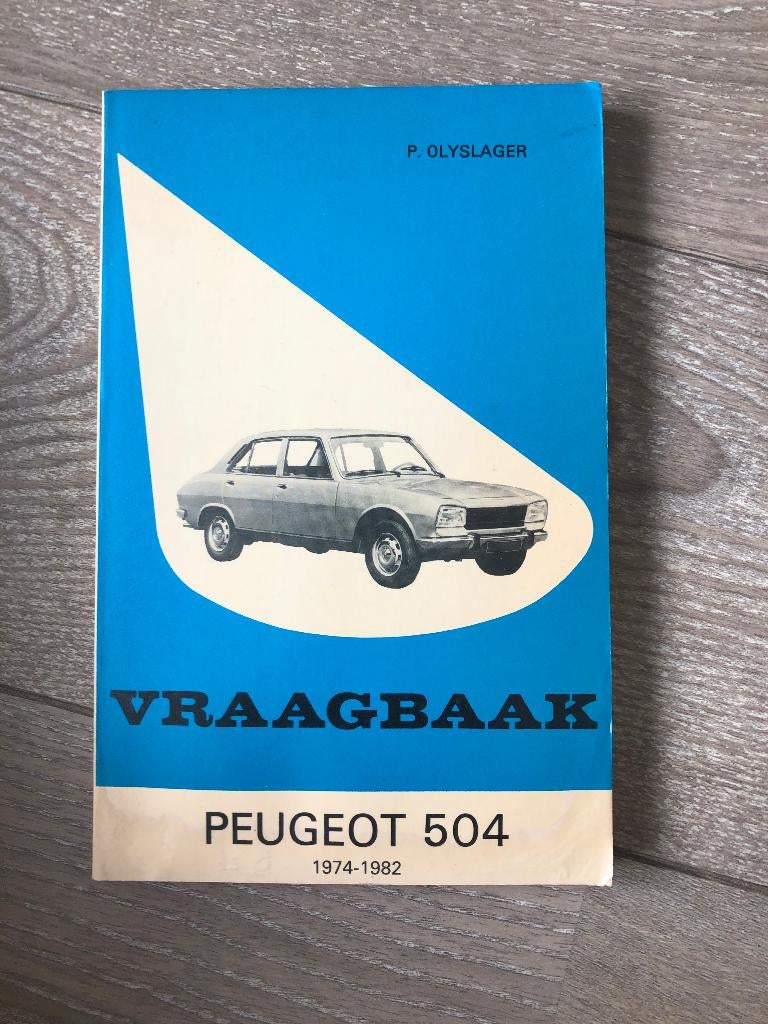 P. OLYSLAGER
VRAAGBAAK
PEUGEOT 504
1974-1982